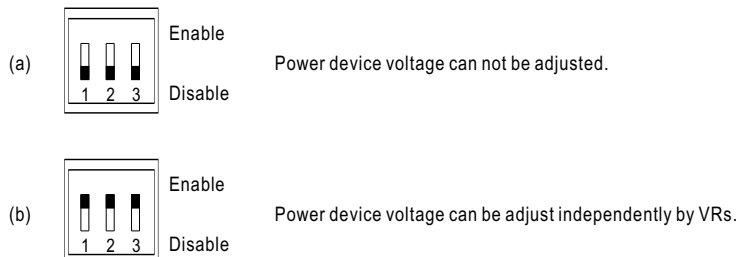 Enable
(a) Power device voltage can not be adjusted.
1 2 3 Disable
Enable
(b) Power device voltage can be adjust independently by VRs.
1 2 3 Disable